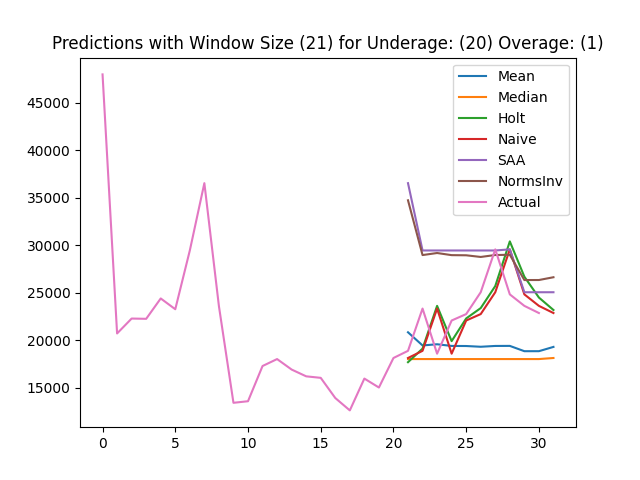 Predictions with Window Size (21) for Underage: (20) Overage: (1)
Mean
Median
Holt
Naive
SAA
NormsInv
Actual
45000
40000
35000
30000
25000
20000
15000
0 5 10 15 20 25 30